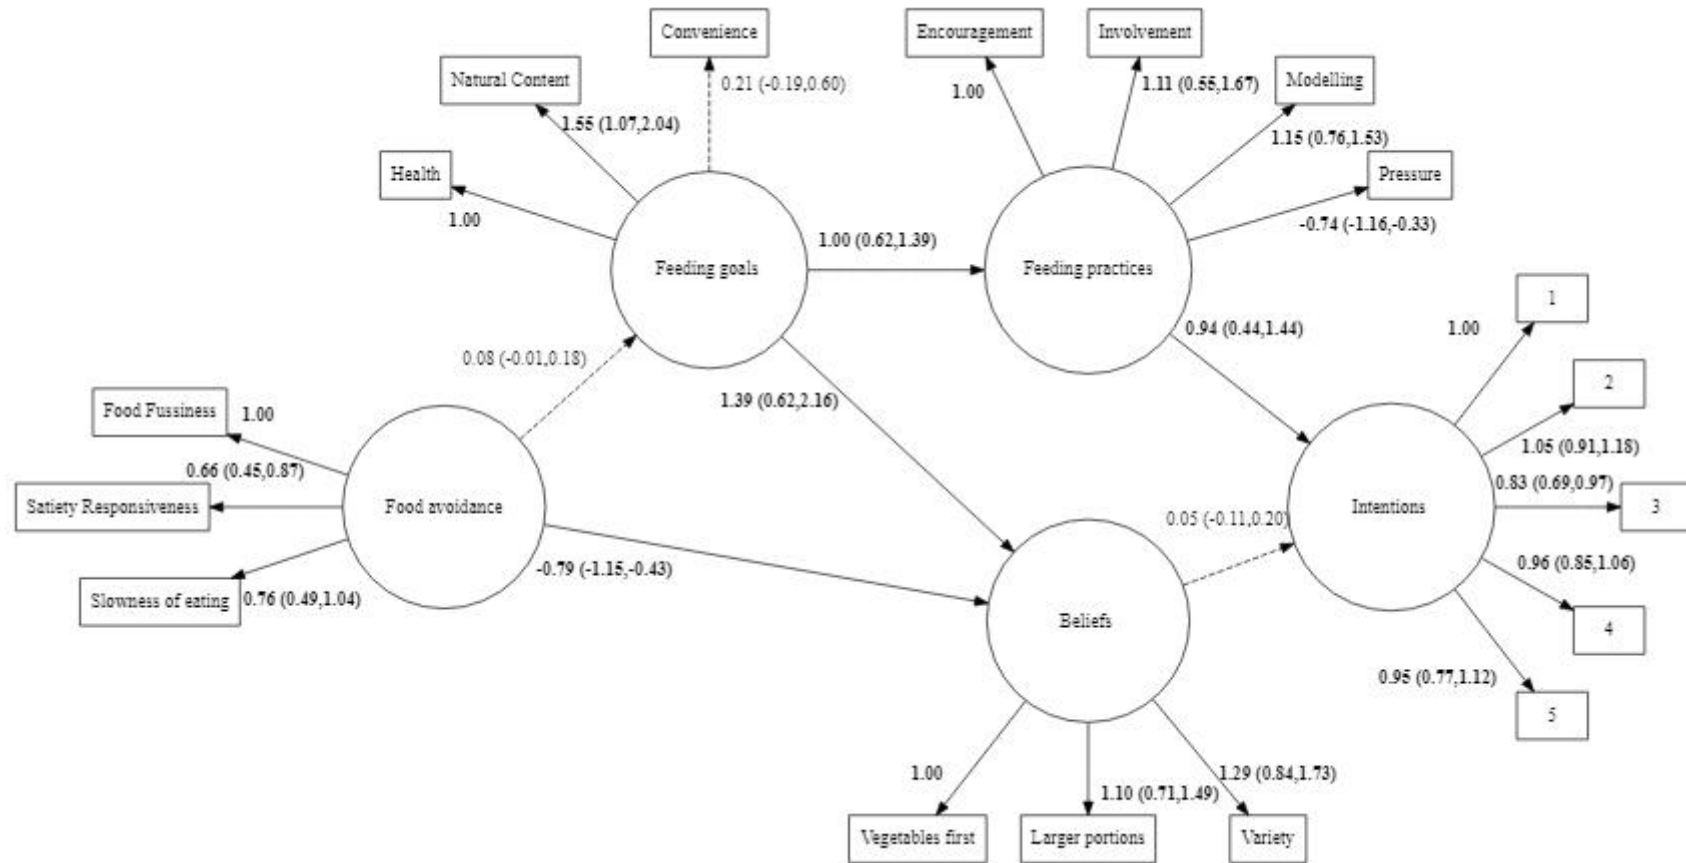 Convenience
Encouragement
Involvement
Natural Content
0.21 (-0.19,0.60)
1.00
1.11 (0.55,1.67)
Modelling
1.55 (1.07,2.04)
1.15 (0.76,1.53)
Health
Pressure
1.00
-0.74 (-1.16,-0.33)
1.00 (0.62,1.39)
Feeding goals
Feeding practices
1
0.94 (0.44,1.44)
1.00
0.08 (-0.01,0.18)
2
1.39 (0.62,2.16)
Food Fussiness
1.00
1.05 (0.91,1.18)
0.66 (0.45,0.87)
0.83 (0.69,0.97)
Satiety Responsiveness
Food avoidance
0.05 (-0.11,0.20)
Intentions
3
-0.79 (-1.15,-0.43)
0.96 (0.85,1.06)
Slowness of eating
0.76 (0.49,1.04)
Beliefs
4
0.95 (0.77,1.12)
5
1.00
1.10 (0.71,1.49)
1.29 (0.84,1.73)
Vegetables first
Larger portions
Variety